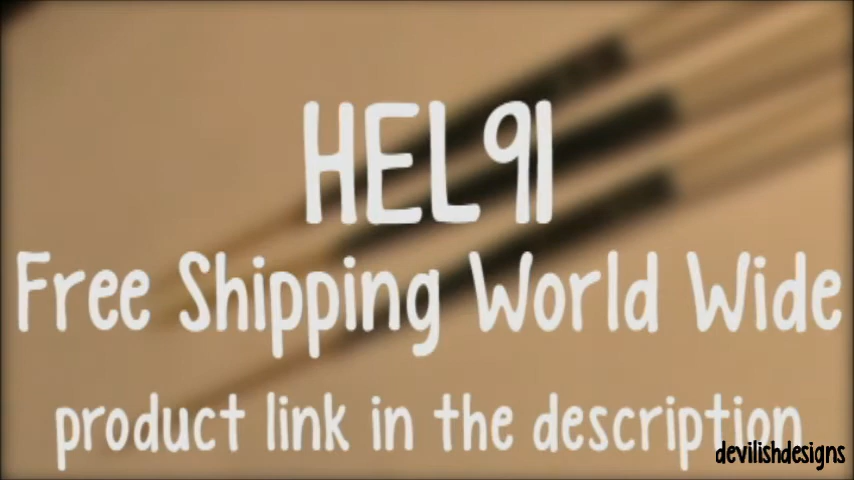 HEL91
Free Shipping World Wide
product link in the description
devilishdesigns